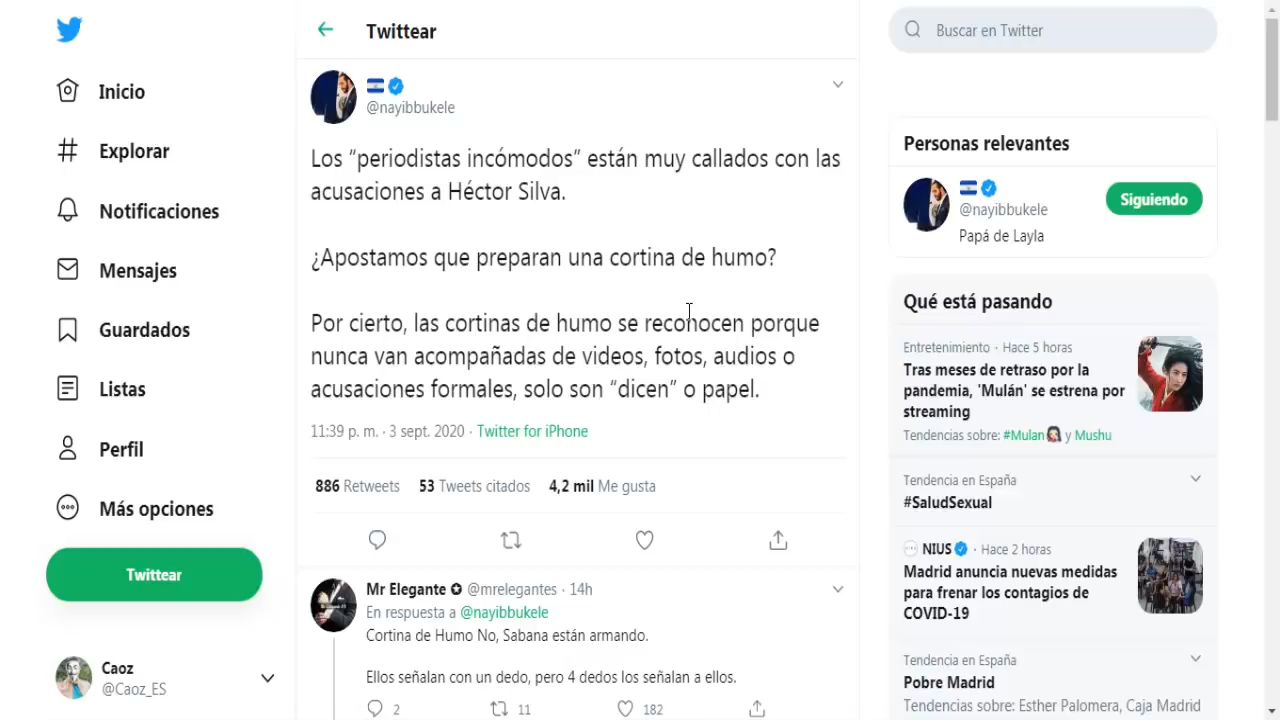 Twittear
Buscar en Twitter
Inicio
Explorar
Notificaciones
Mensajes
Guardados
Listas
Perfil
Más opciones
Twittear
Caoz
@Caoz_ES
@nayibbukele
Los “periodistas incómodos” están muy callados con las
acusaciones a Héctor Silva.
¿Apostamos que preparan una cortina de humo?
Por cierto, las cortinas de humo se reconocen porque
nunca van acompañadas de videos, fotos, audios o
acusaciones formales, solo son “dicen” o papel.
11:39 p. m. · 3 sept. 2020 · Twitter for iPhone
886 Retweets 53 Tweets citados 4,2 mil Me gusta
Mr Elegante @mrelegantes · 14h
En respuesta a @nayibbukele
Cortina de Humo No, Sabana están armando.
Ellos señalan con un dedo, pero 4 dedos los señalan a ellos.
2 11 182
Personas relevantes
@nayibbukele
Siguiendo
Papá de Layla
Qué está pasando
Entretenimiento · Hace 5 horas
Tras meses de retraso por la
pandemia, 'Mulán' se estrena por
streaming
Tendencias sobre: #Mulan y Mushu
Tendencia en España
#SaludSexual
NIUS · Hace 2 horas
Madrid anuncia nuevas medidas
para frenar los contagios de
COVID-19
Tendencia en España
Pobre Madrid
Tendencias sobre: Esther Palomera, Caja Madrid